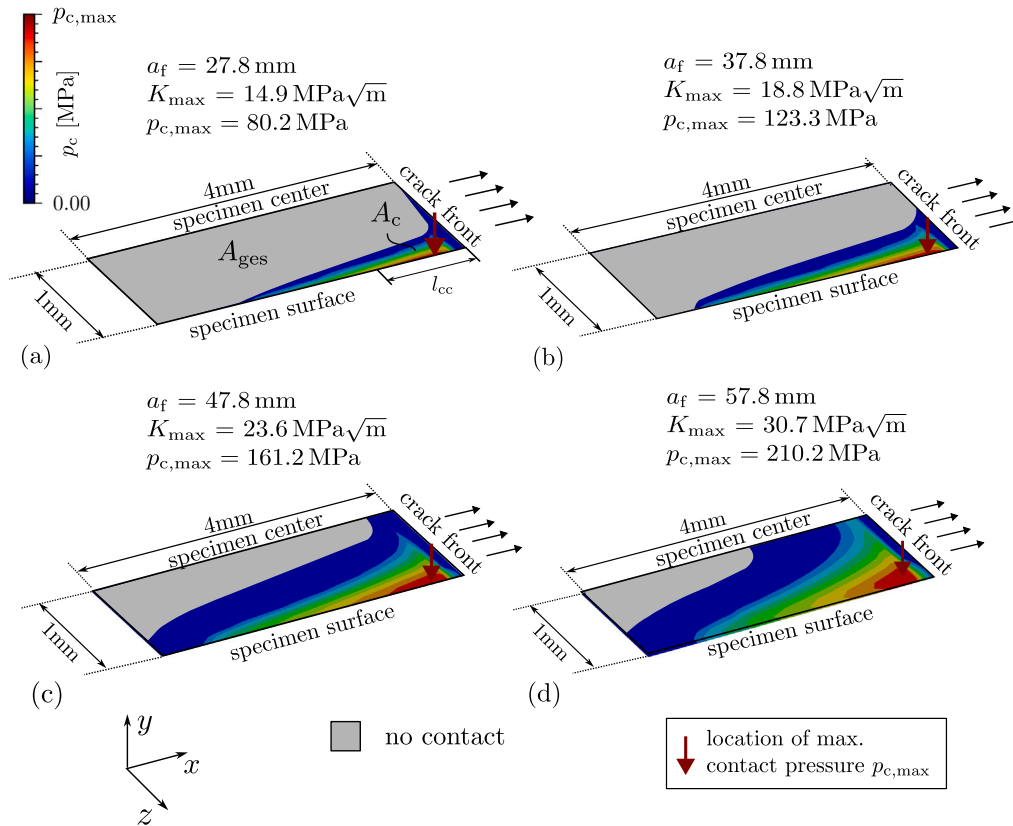 p_c,max
p_c [MPa]
0.00
a_f = 27.8 mm
K_max = 14.9 MPa√m
p_c,max = 80.2 MPa
4mm
specimen center
crack front
A_c
A_ges
l_cc
1mm
specimen surface
(a)
a_f = 37.8 mm
K_max = 18.8 MPa√m
p_c,max = 123.3 MPa
4mm
specimen center
crack front
1mm
specimen surface
(b)
a_f = 47.8 mm
K_max = 23.6 MPa√m
p_c,max = 161.2 MPa
4mm
specimen center
crack front
1mm
specimen surface
(c)
a_f = 57.8 mm
K_max = 30.7 MPa√m
p_c,max = 210.2 MPa
4mm
specimen center
crack front
1mm
specimen surface
(d)
y
x
z
no contact
location of max.
contact pressure p_c,max